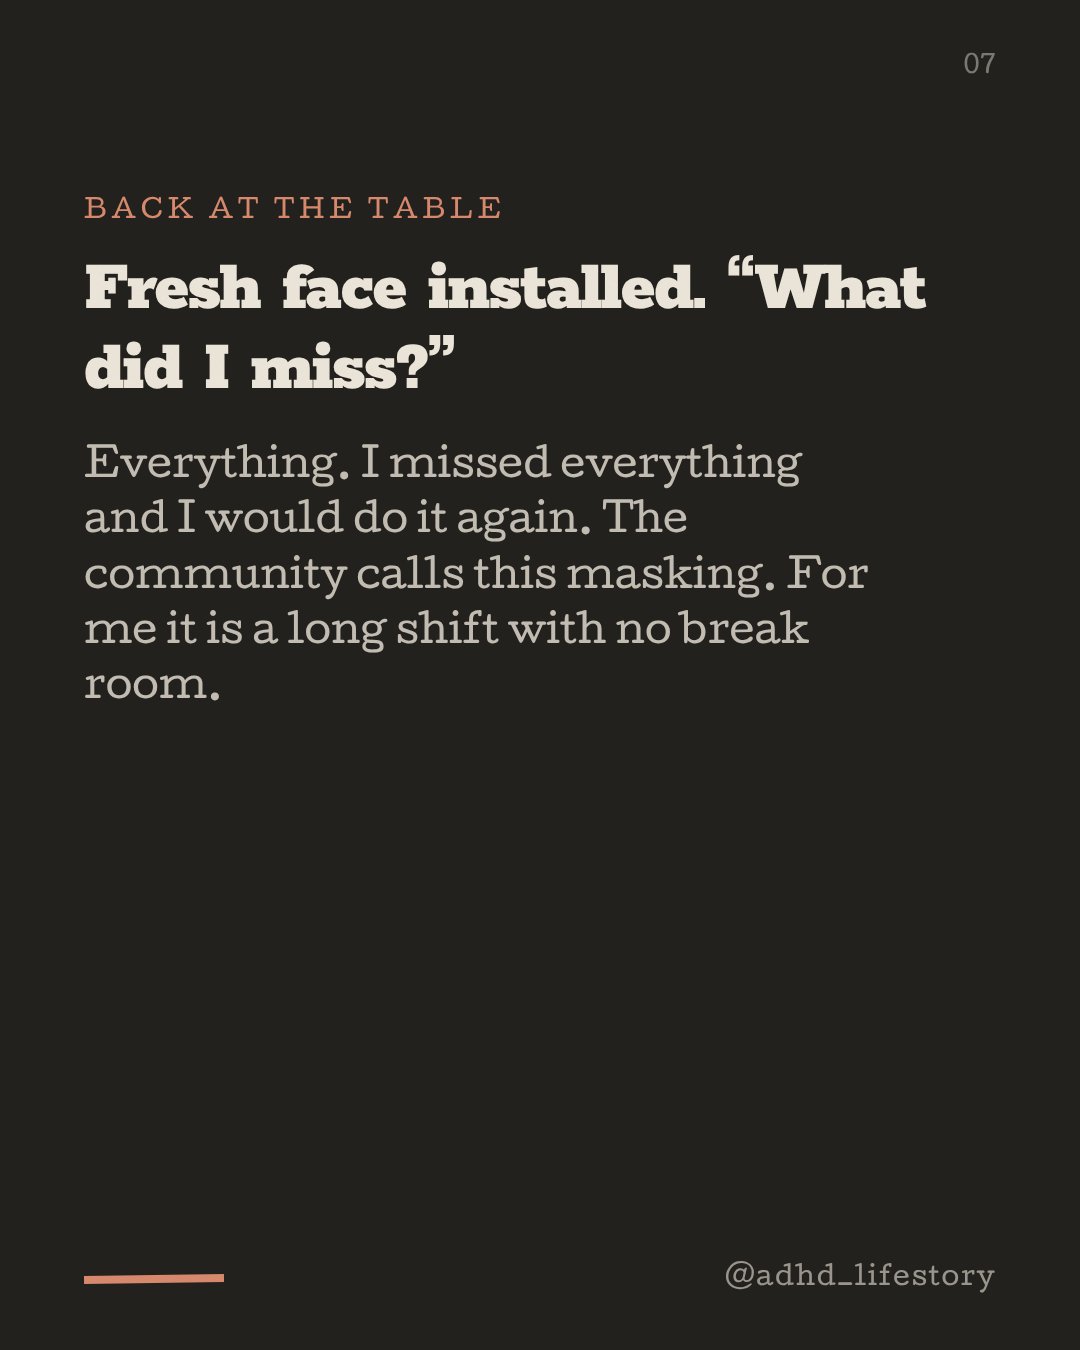 07
BACK AT THE TABLE
Fresh face installed. “What
did I miss?”
Everything. I missed everything
and I would do it again. The
community calls this masking. For
me it is a long shift with no break
room.
@adhd_lifestory